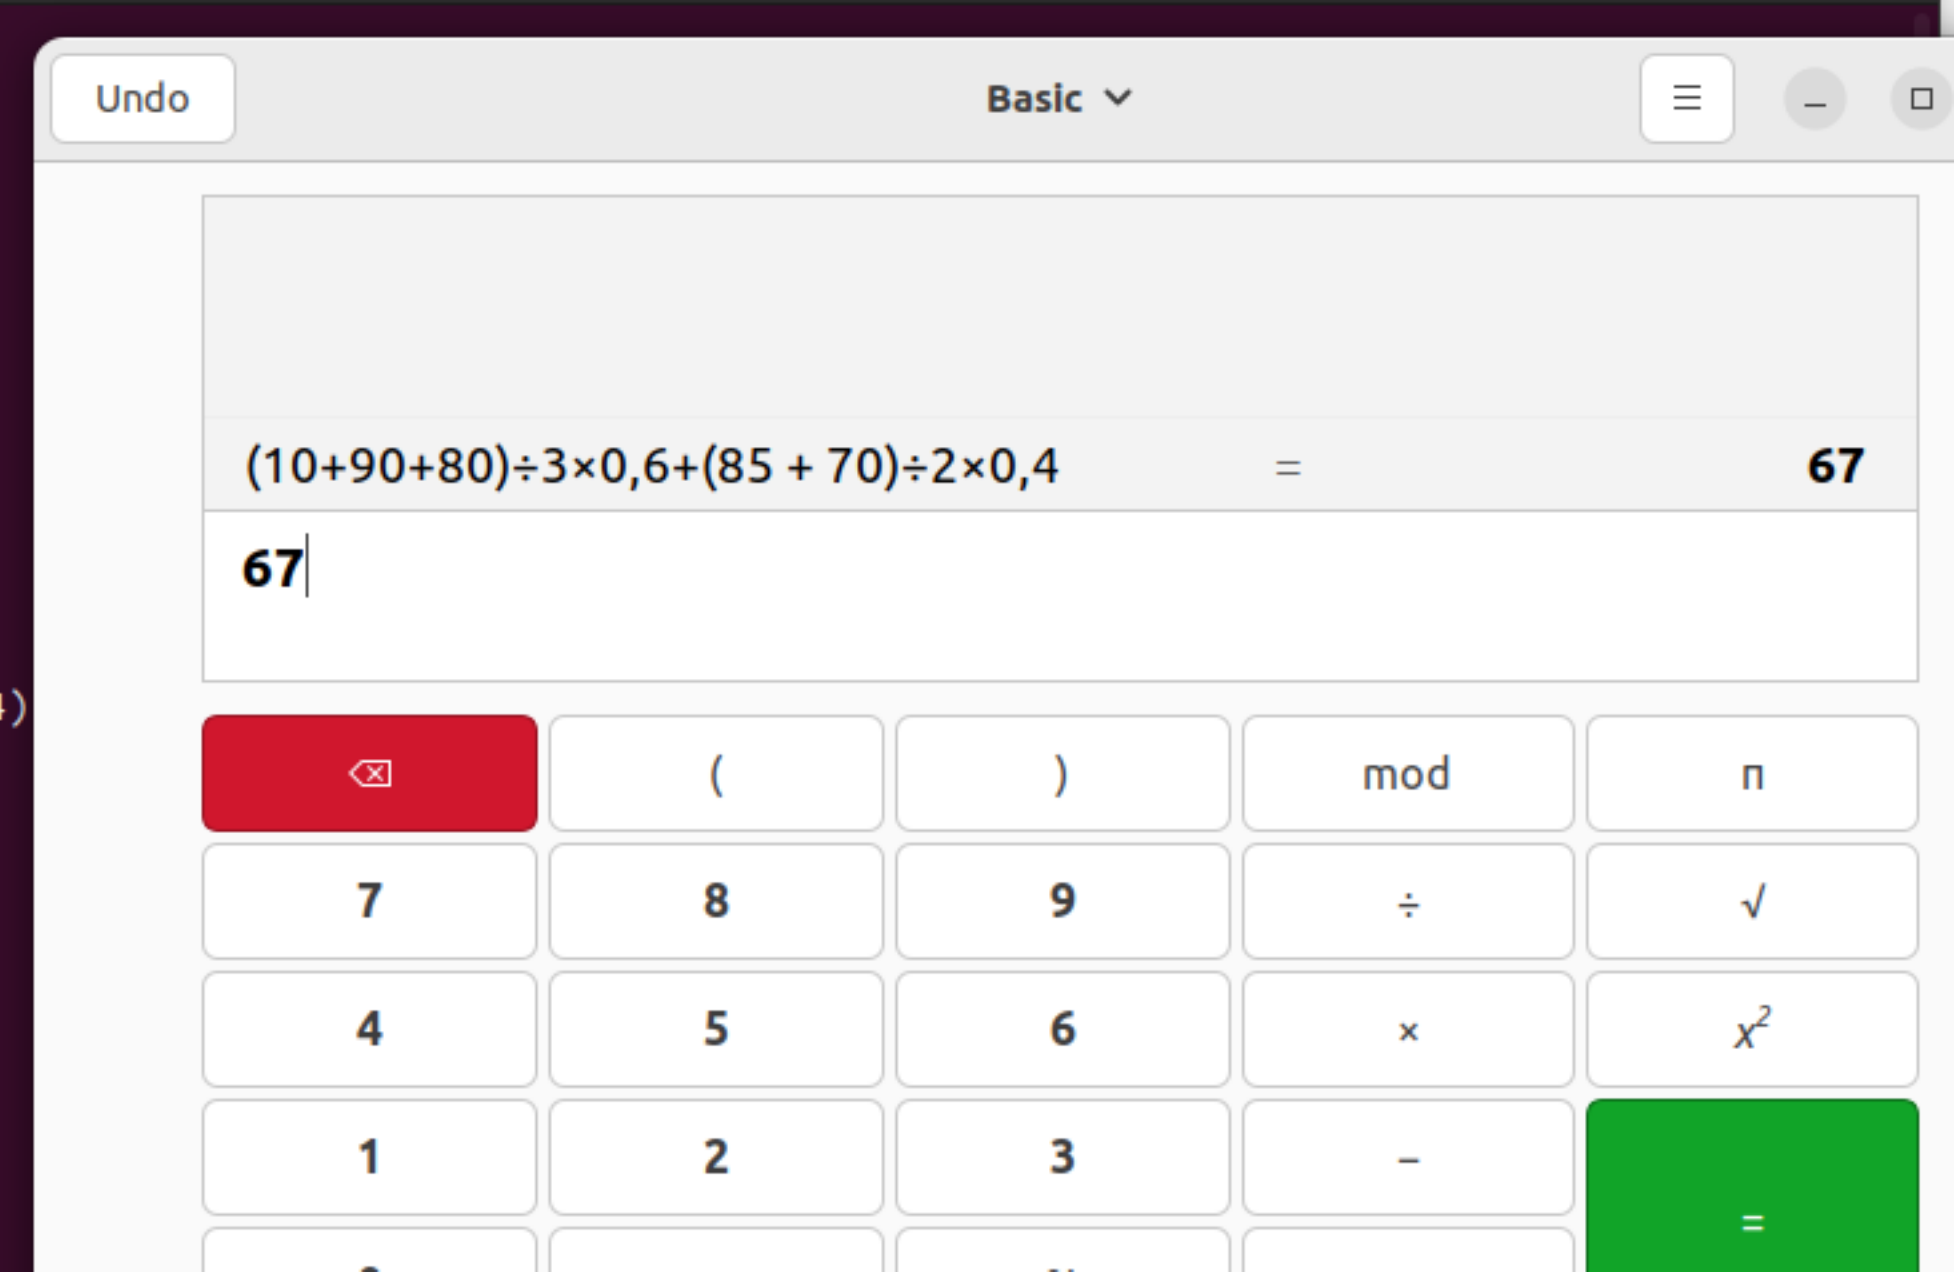 Undo Basic
(10+90+80)÷3×0,6+(85 + 70)÷2×0,4 = 67
67
4)
( ) mod π
7 8 9 ÷ √
4 5 6 × x²
1 2 3 −
=